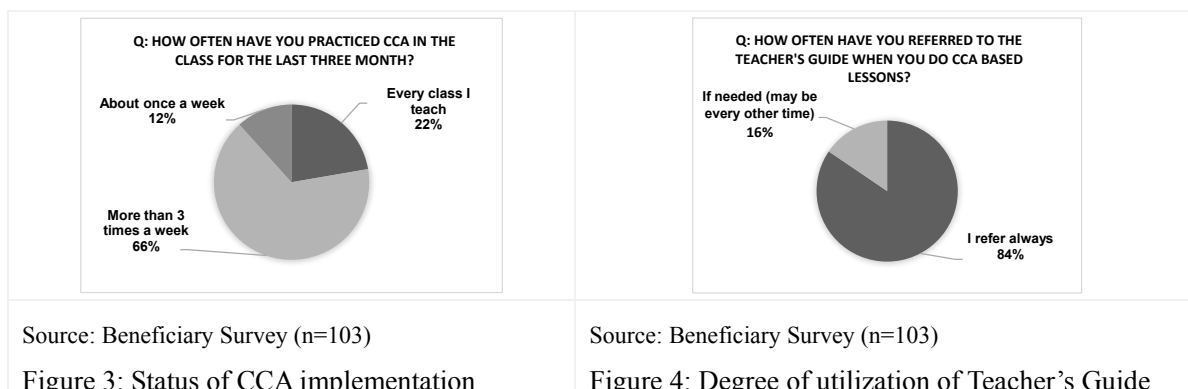 Q: HOW OFTEN HAVE YOU PRACTICED CCA IN THE
CLASS FOR THE LAST THREE MONTH?
About once a week
12%
Every class I
teach
22%
More than 3
times a week
66%
Source: Beneficiary Survey (n=103)
Figure 3: Status of CCA implementation
Q: HOW OFTEN HAVE YOU REFERRED TO THE
TEACHER'S GUIDE WHEN YOU DO CCA BASED
LESSONS?
If needed (may be
every other time)
16%
I refer always
84%
Source: Beneficiary Survey (n=103)
Figure 4: Degree of utilization of Teacher’s Guide